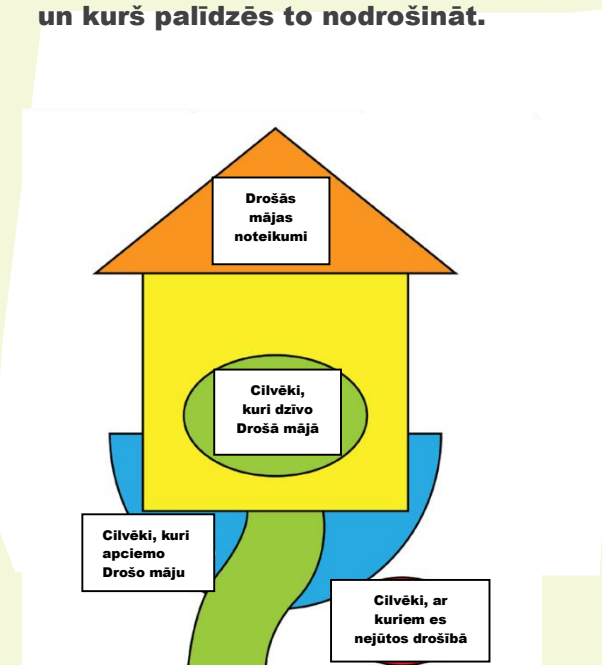 un kurš palīdzēs to nodrošināt.
Drošās
mājas
noteikumi
Cilvēki,
kuri dzīvo
Drošā mājā
Cilvēki, kuri
apciemo
Drošo māju
Cilvēki, ar
kuriem es
nejūtos drošībā